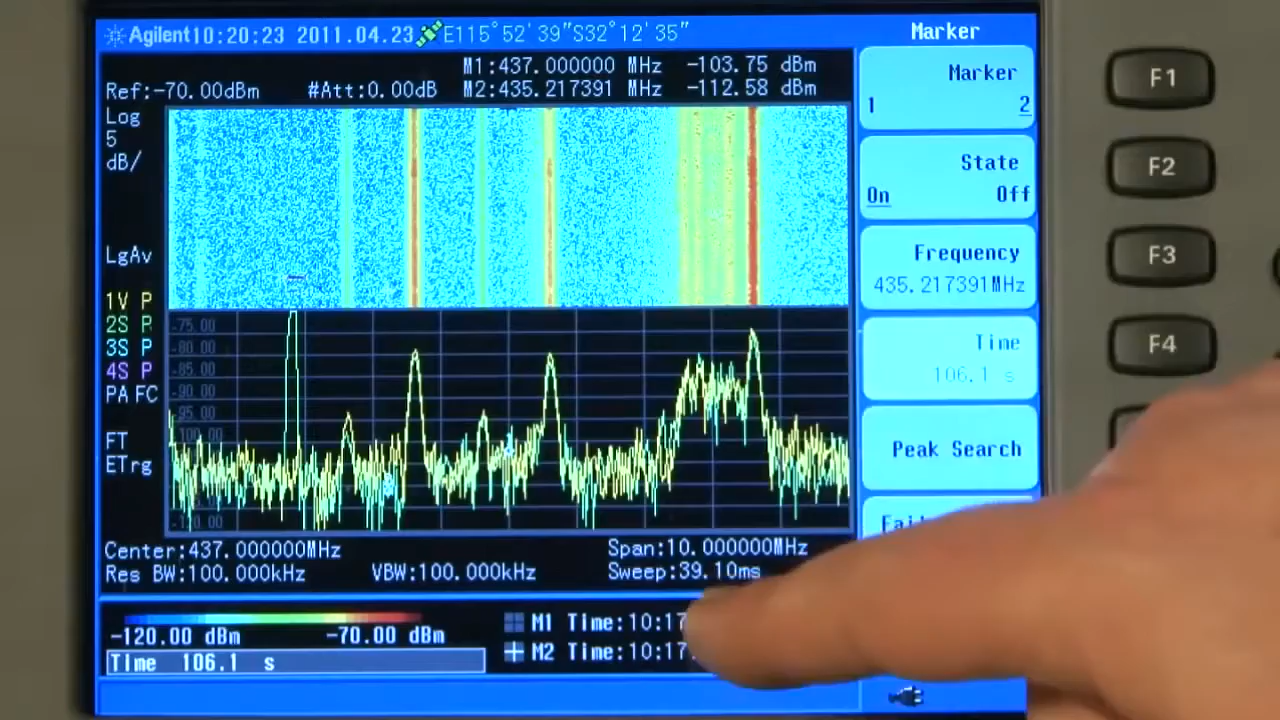 Agilent 10:20:23 2011.04.23 E115°52'39"S32°12'35"
Marker
M1:437.000000 MHz -103.75 dBm
Ref:-70.00dBm #Att:0.00dB M2:435.217391 MHz -112.58 dBm
Log
5
dB/
LgAv
1V P
2S P
3S P
4S P
PA FC
FT
ETrg
-75.00
-80.00
-85.00
-90.00
-95.00
-100.00
-120.00
Center:437.000000MHz Span:10.000000MHz
Res BW:100.000kHz VBW:100.000kHz Sweep:39.10ms
-120.00 dBm -70.00 dBm
Time 106.1 s
M1 Time:10:17
M2 Time:10:17
Marker
1 2
State
On Off
Frequency
435.217391MHz
Time
106.1 s
Peak Search
F1
F2
F3
F4